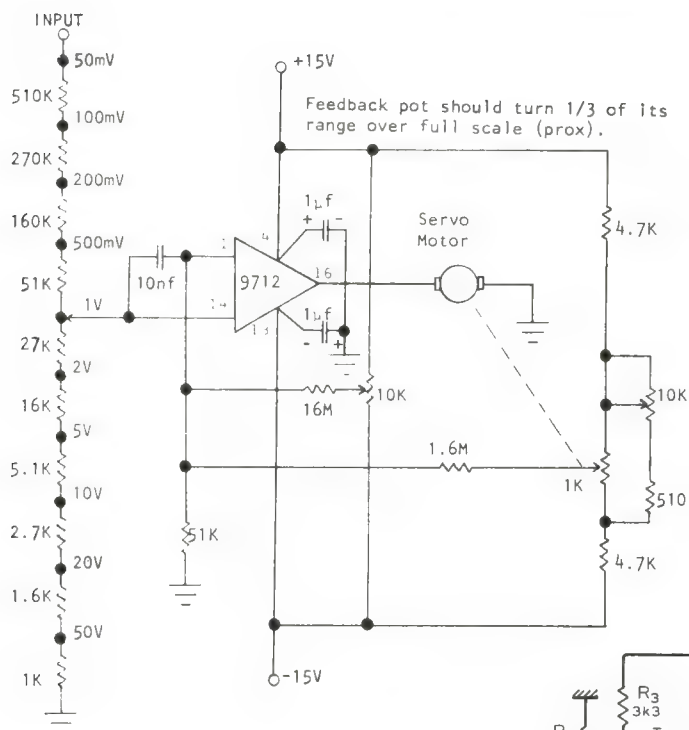 INPUT
50mV
510K
100mV
270K
200mV
160K
500mV
51K
1V
27K
2V
16K
5V
5.1K
10V
2.7K
20V
1.6K
50V
1K
+15V
Feedback pot should turn 1/3 of its
range over full scale (prox).
1µf
+ -
4
10nf
9712
16
14
13
1µf
- +
Servo
Motor
4.7K
16M
10K
10K
1.6M
1K
510
51K
4.7K
-15V
R3
3k3